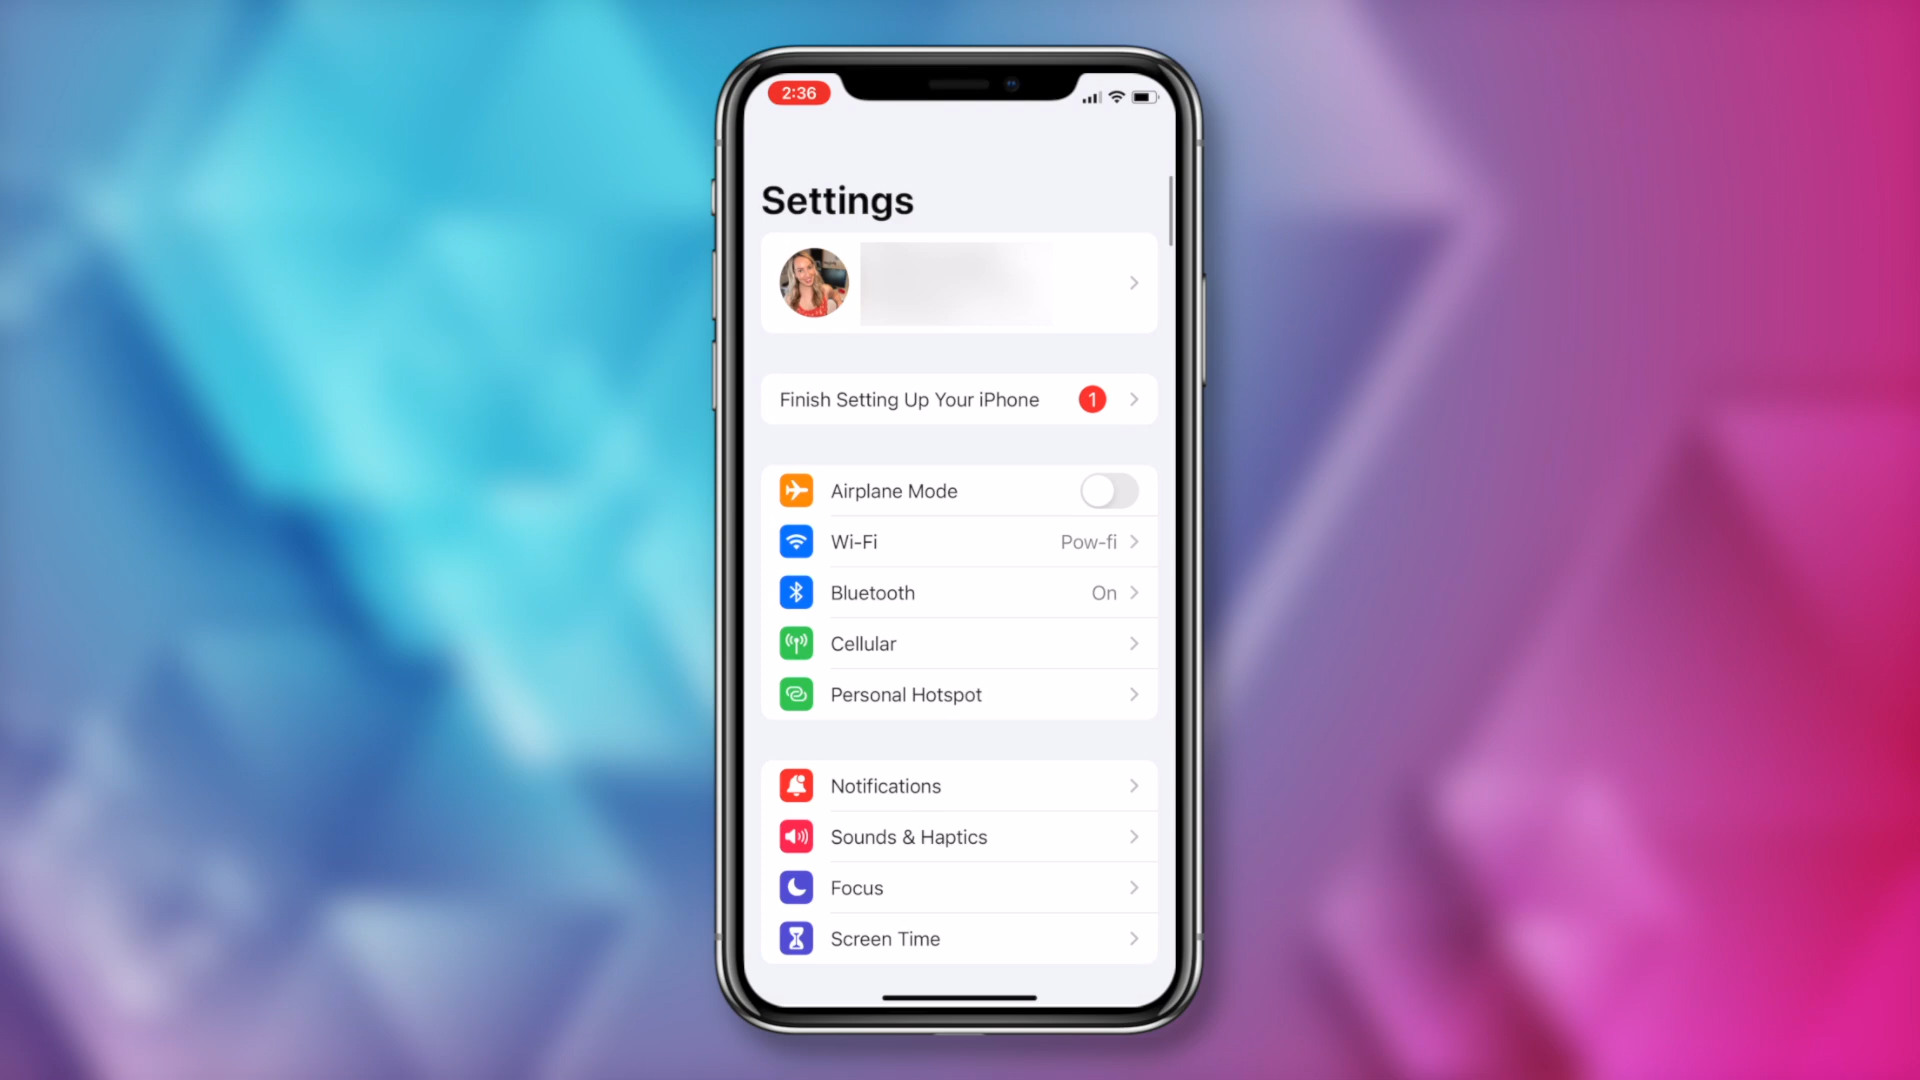 2:36
Settings
Finish Setting Up Your iPhone 1
Airplane Mode
Wi-Fi Pow-fi
Bluetooth On
Cellular
Personal Hotspot
Notifications
Sounds & Haptics
Focus
Screen Time